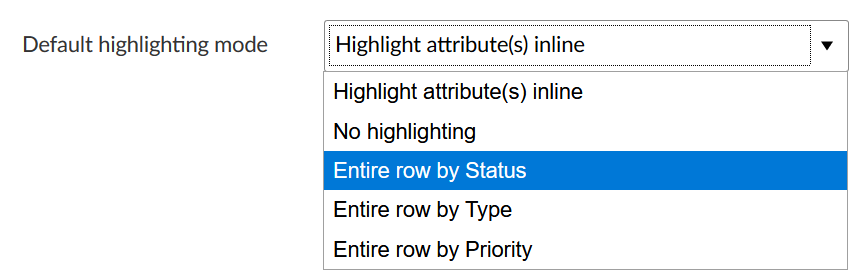 Default highlighting mode
Highlight attribute(s) inline
Highlight attribute(s) inline
No highlighting
Entire row by Status
Entire row by Type
Entire row by Priority